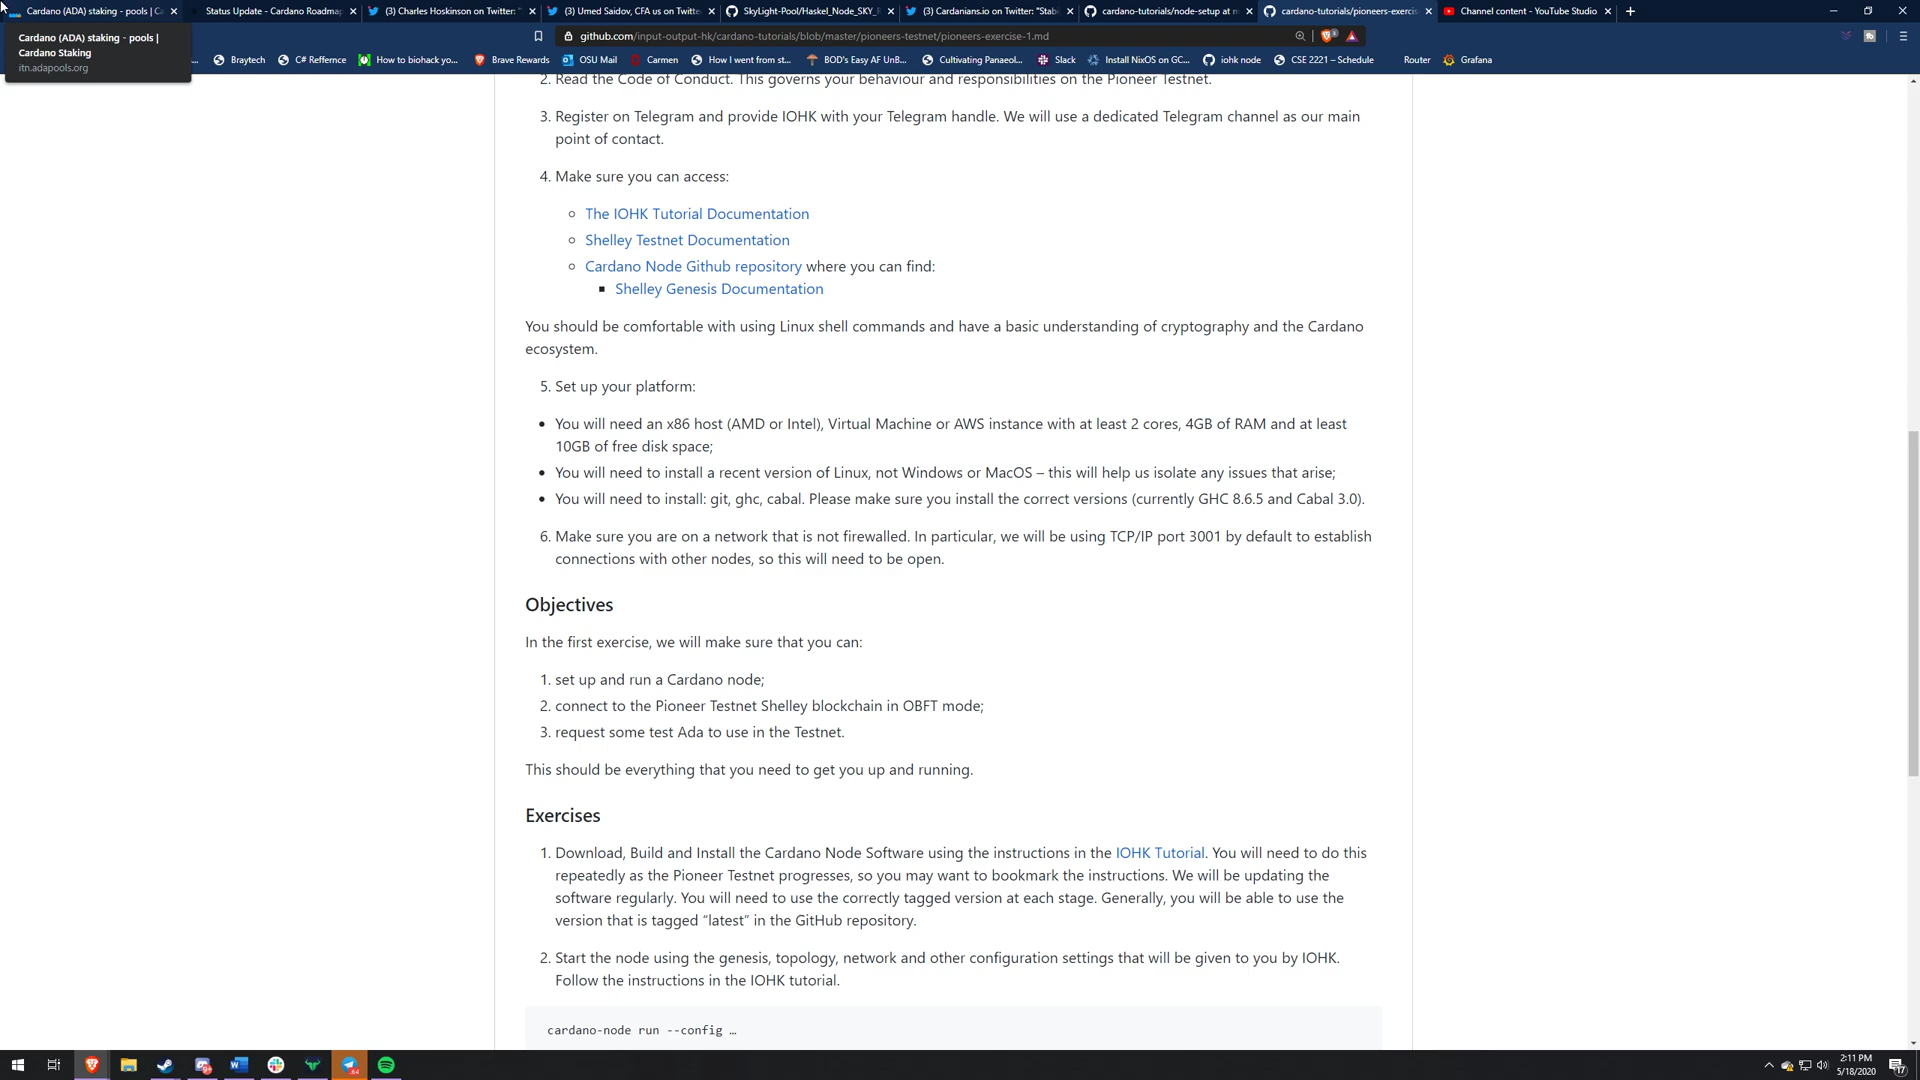 Cardano (ADA) staking - pools | C
Status Update - Cardano Roadmap
(3) Charles Hoskinson on Twitter: "
(3) Umed Saidov, CFA us on Twitte
SkyLight-Pool/Haskel_Node_SKY_
(3) Cardanians.io on Twitter: "Stab
cardano-tutorials/node-setup at m
cardano-tutorials/pioneers-exercis
Channel content - YouTube Studio
Cardano (ADA) staking - pools |
Cardano Staking
itn.adapools.org
github.com/input-output-hk/cardano-tutorials/blob/master/pioneers-testnet/pioneers-exercise-1.md
Braytech
C# Reffernce
How to biohack yo...
Brave Rewards
OSU Mail
Carmen
How I went from st...
BOD's Easy AF UnB...
Cultivating Panaeol...
Slack
Install NixOS on GC...
iohk node
CSE 2221 – Schedule
Router
Grafana
2. Read the Code of Conduct. This governs your behaviour and responsibilities on the Pioneer Testnet.
3. Register on Telegram and provide IOHK with your Telegram handle. We will use a dedicated Telegram channel as our main
point of contact.
4. Make sure you can access:
The IOHK Tutorial Documentation
Shelley Testnet Documentation
Cardano Node Github repository where you can find:
Shelley Genesis Documentation
You should be comfortable with using Linux shell commands and have a basic understanding of cryptography and the Cardano
ecosystem.
5. Set up your platform:
You will need an x86 host (AMD or Intel), Virtual Machine or AWS instance with at least 2 cores, 4GB of RAM and at least
10GB of free disk space;
You will need to install a recent version of Linux, not Windows or MacOS – this will help us isolate any issues that arise;
You will need to install: git, ghc, cabal. Please make sure you install the correct versions (currently GHC 8.6.5 and Cabal 3.0).
6. Make sure you are on a network that is not firewalled. In particular, we will be using TCP/IP port 3001 by default to establish
connections with other nodes, so this will need to be open.
Objectives
In the first exercise, we will make sure that you can:
1. set up and run a Cardano node;
2. connect to the Pioneer Testnet Shelley blockchain in OBFT mode;
3. request some test Ada to use in the Testnet.
This should be everything that you need to get you up and running.
Exercises
1. Download, Build and Install the Cardano Node Software using the instructions in the IOHK Tutorial. You will need to do this
repeatedly as the Pioneer Testnet progresses, so you may want to bookmark the instructions. We will be updating the
software regularly. You will need to use the correctly tagged version at each stage. Generally, you will be able to use the
version that is tagged “latest” in the GitHub repository.
2. Start the node using the genesis, topology, network and other configuration settings that will be given to you by IOHK.
Follow the instructions in the IOHK tutorial.
cardano-node run --config …
2:11 PM
5/18/2020